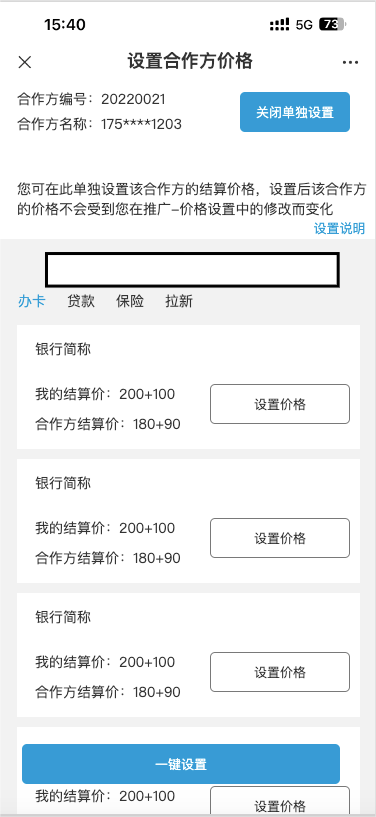 15:40
5G
73
设置合作方价格
合作方编号：20220021
关闭单独设置
合作方名称：175****1203
您可在此单独设置该合作方的结算价格，设置后该合作方
的价格不会受到您在推广-价格设置中的修改而变化
设置说明
办卡 贷款 保险 拉新
银行简称
我的结算价：200+100
设置价格
合作方结算价：180+90
银行简称
我的结算价：200+100
设置价格
合作方结算价：180+90
银行简称
我的结算价：200+100
设置价格
合作方结算价：180+90
一键设置
我的结算价：200+100
设置价格